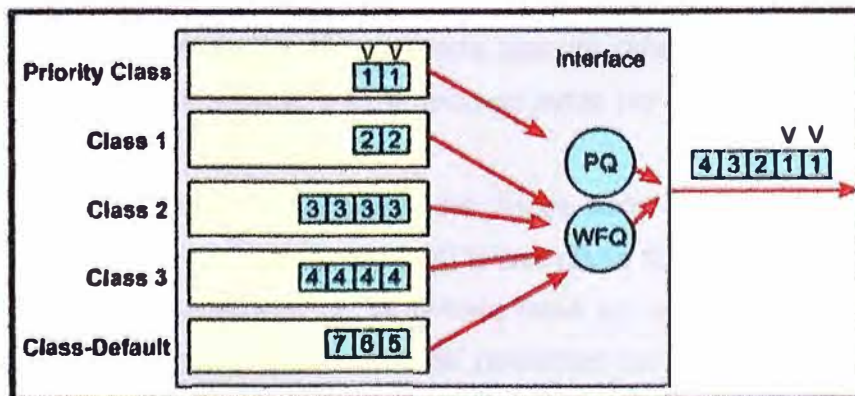 V V
Priority Class
1 1
Interface
Class 1
2 2
PQ
V V
4 3 2 1 1
Class 2
3 3 3 3
WFQ
Class 3
4 4 4 4
Class-Default
7 6 5